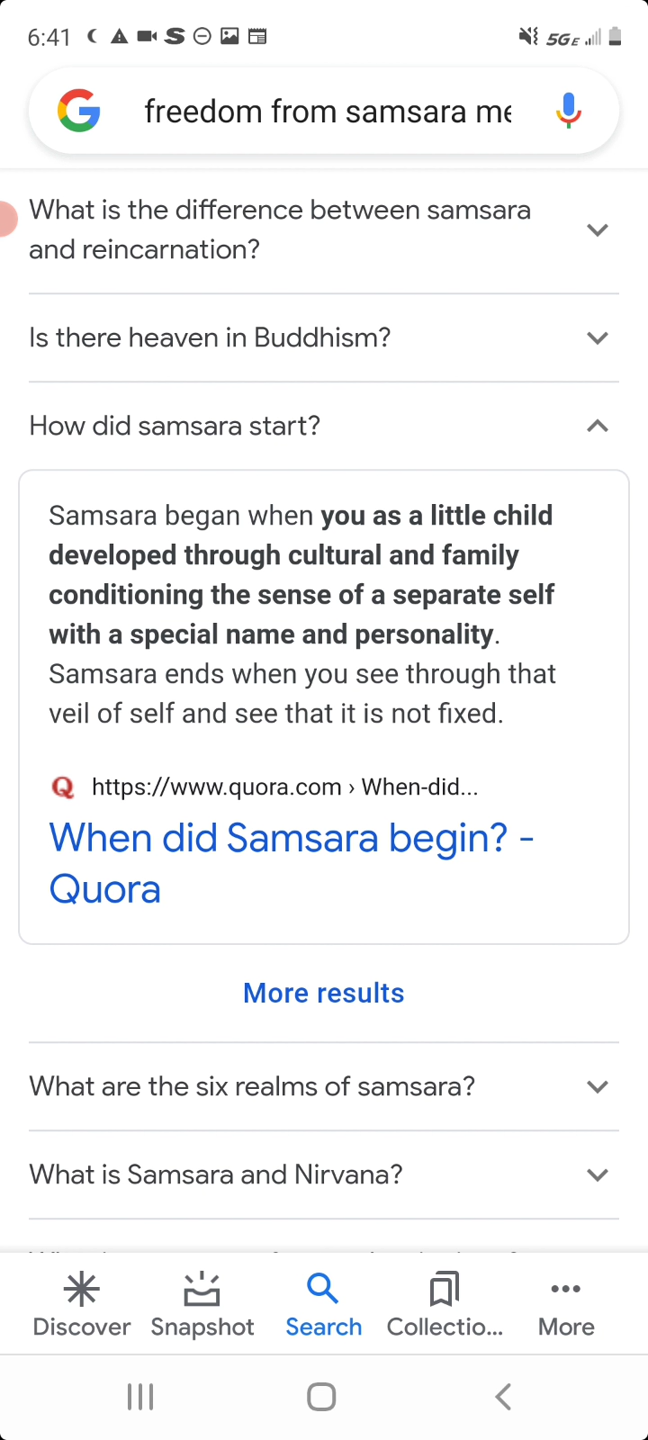 6:41
5GE
freedom from samsara me
What is the difference between samsara
and reincarnation?
Is there heaven in Buddhism?
How did samsara start?
Samsara began when you as a little child
developed through cultural and family
conditioning the sense of a separate self
with a special name and personality.
Samsara ends when you see through that
veil of self and see that it is not fixed.
https://www.quora.com › When-did...
When did Samsara begin? -
Quora
More results
What are the six realms of samsara?
What is Samsara and Nirvana?
Discover Snapshot Search Collectio... More